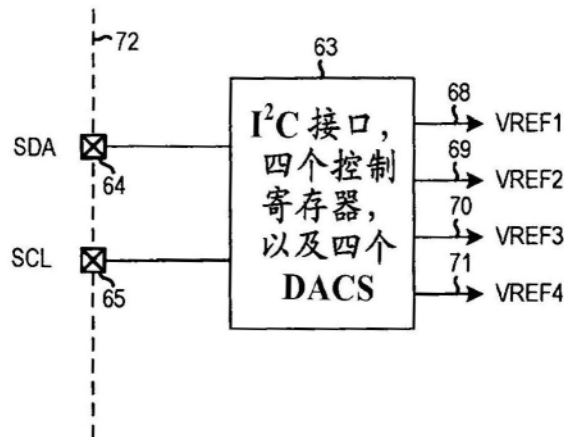 72
63
SDA
64
SCL
65
I²C 接口，
四个控制
寄存器，
以及四个
DACS
68
VREF1
69
VREF2
70
VREF3
71
VREF4